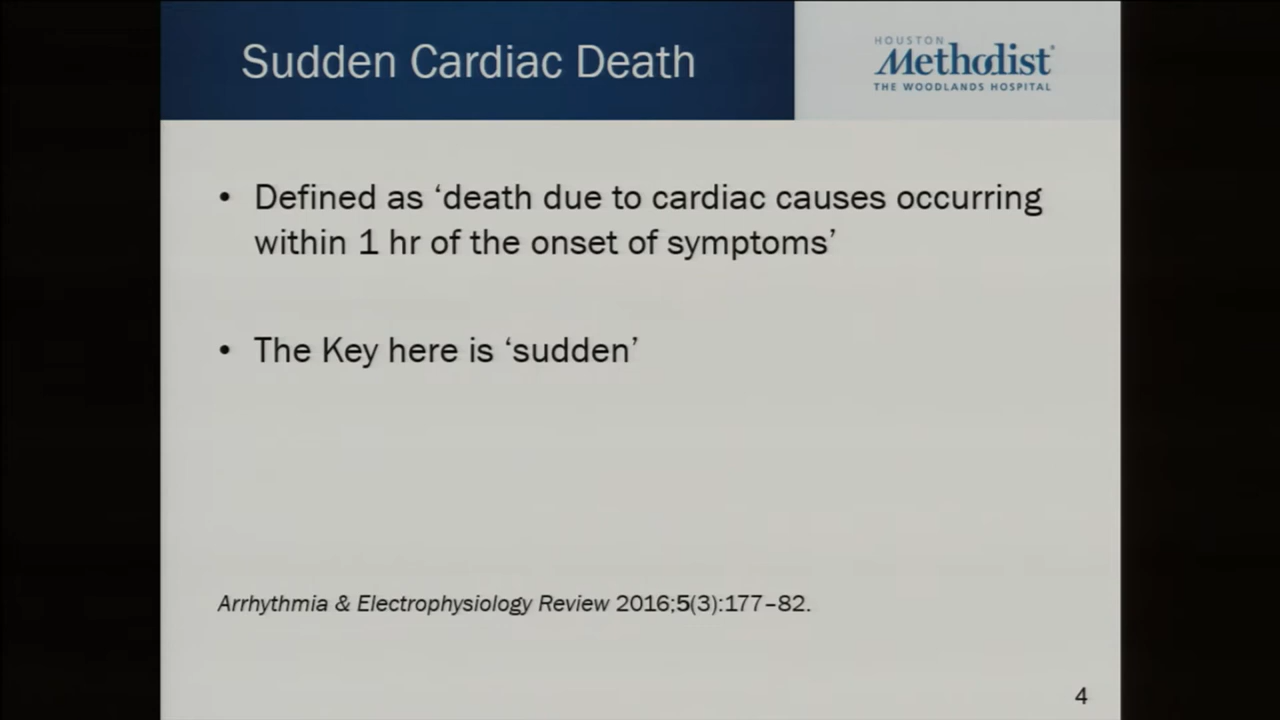 Sudden Cardiac Death
HOUSTON
Methodist®
THE WOODLANDS HOSPITAL
• Defined as ‘death due to cardiac causes occurring
within 1 hr of the onset of symptoms’
• The Key here is ‘sudden’
Arrhythmia & Electrophysiology Review 2016;5(3):177–82.
4